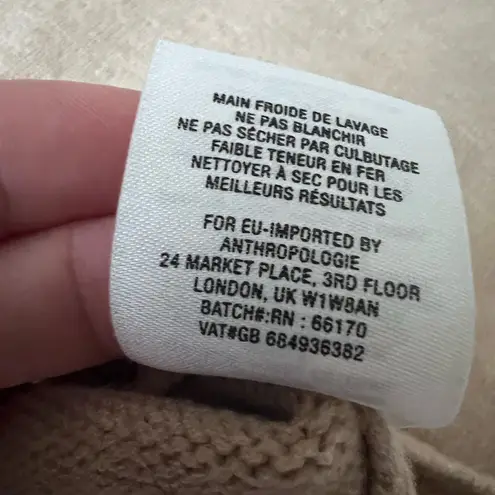 MAIN FROIDE DE LAVAGE
NE PAS BLANCHIR
NE PAS SÉCHER PAR CULBUTAGE
FAIBLE TENEUR EN FER
NETTOYER À SEC POUR LES
MEILLEURS RÉSULTATS
FOR EU-IMPORTED BY
ANTHROPOLOGIE
24 MARKET PLACE, 3RD FLOOR
LONDON, UK W1W8AN
BATCH#:RN : 66170
VAT#GB 684936382